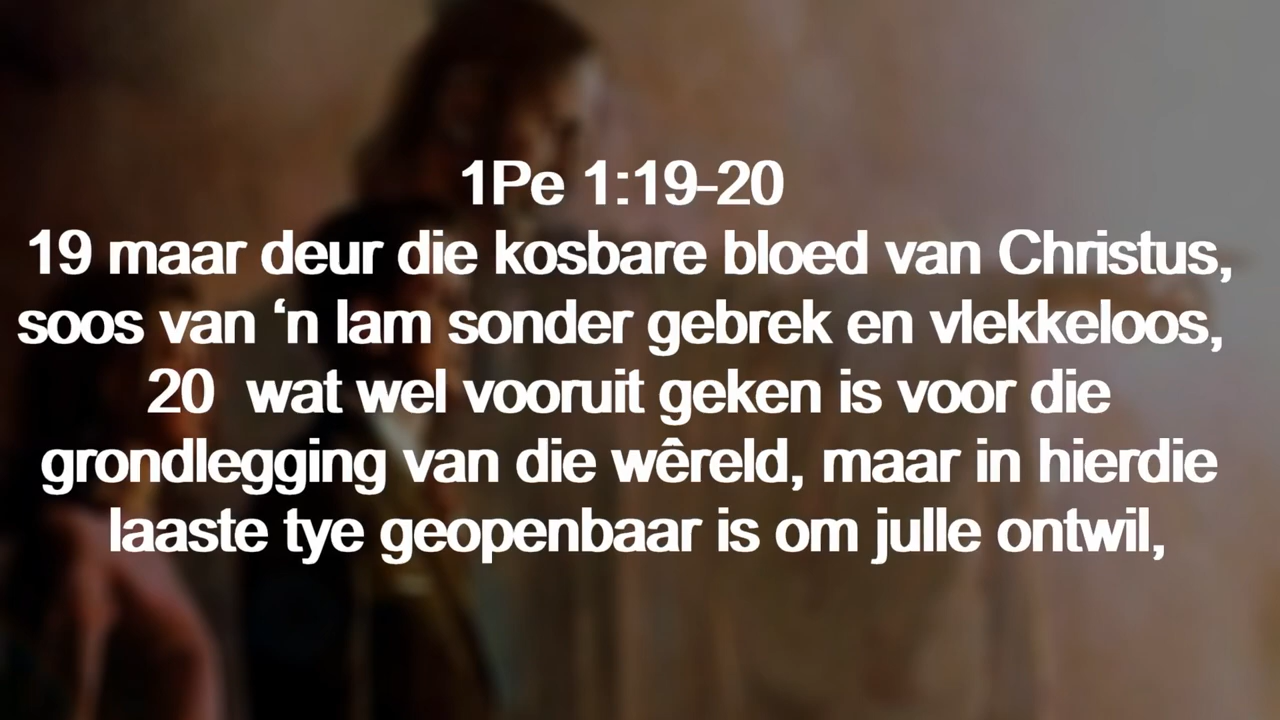 1Pe 1:19-20
19 maar deur die kosbare bloed van Christus,
soos van ‘n lam sonder gebrek en vlekkeloos,
20  wat wel vooruit geken is voor die
grondlegging van die wêreld, maar in hierdie
laaste tye geopenbaar is om julle ontwil,